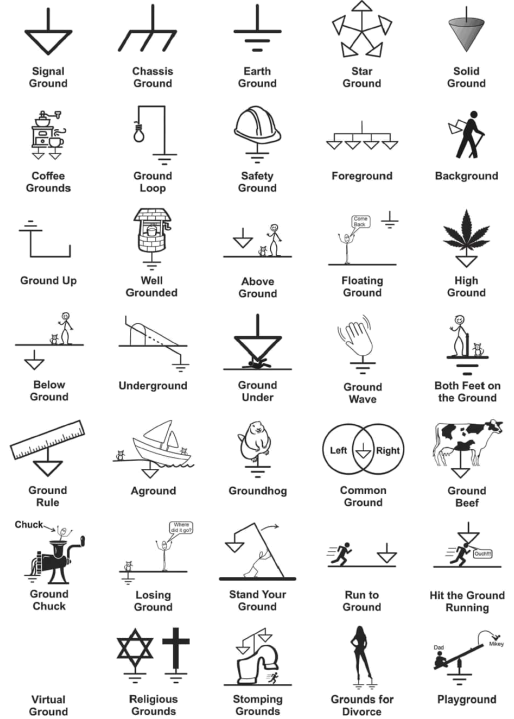 Signal
Ground
Chassis
Ground
Earth
Ground
Star
Ground
Solid
Ground
Coffee
Grounds
Ground
Loop
Safety
Ground
Foreground
Background
Come
Back
Ground Up
Well
Grounded
Above
Ground
Floating
Ground
High
Ground
Below
Ground
Underground
Ground
Under
Ground
Wave
Both Feet on
the Ground
Left
Right
Ground
Rule
Aground
Groundhog
Common
Ground
Ground
Beef
Chuck
Where
did it go?
Ouch!!!
Ground
Chuck
Losing
Ground
Stand Your
Ground
Run to
Ground
Hit the Ground
Running
Dad
Mikey
Virtual
Ground
Religious
Grounds
Stomping
Grounds
Grounds for
Divorce
Playground